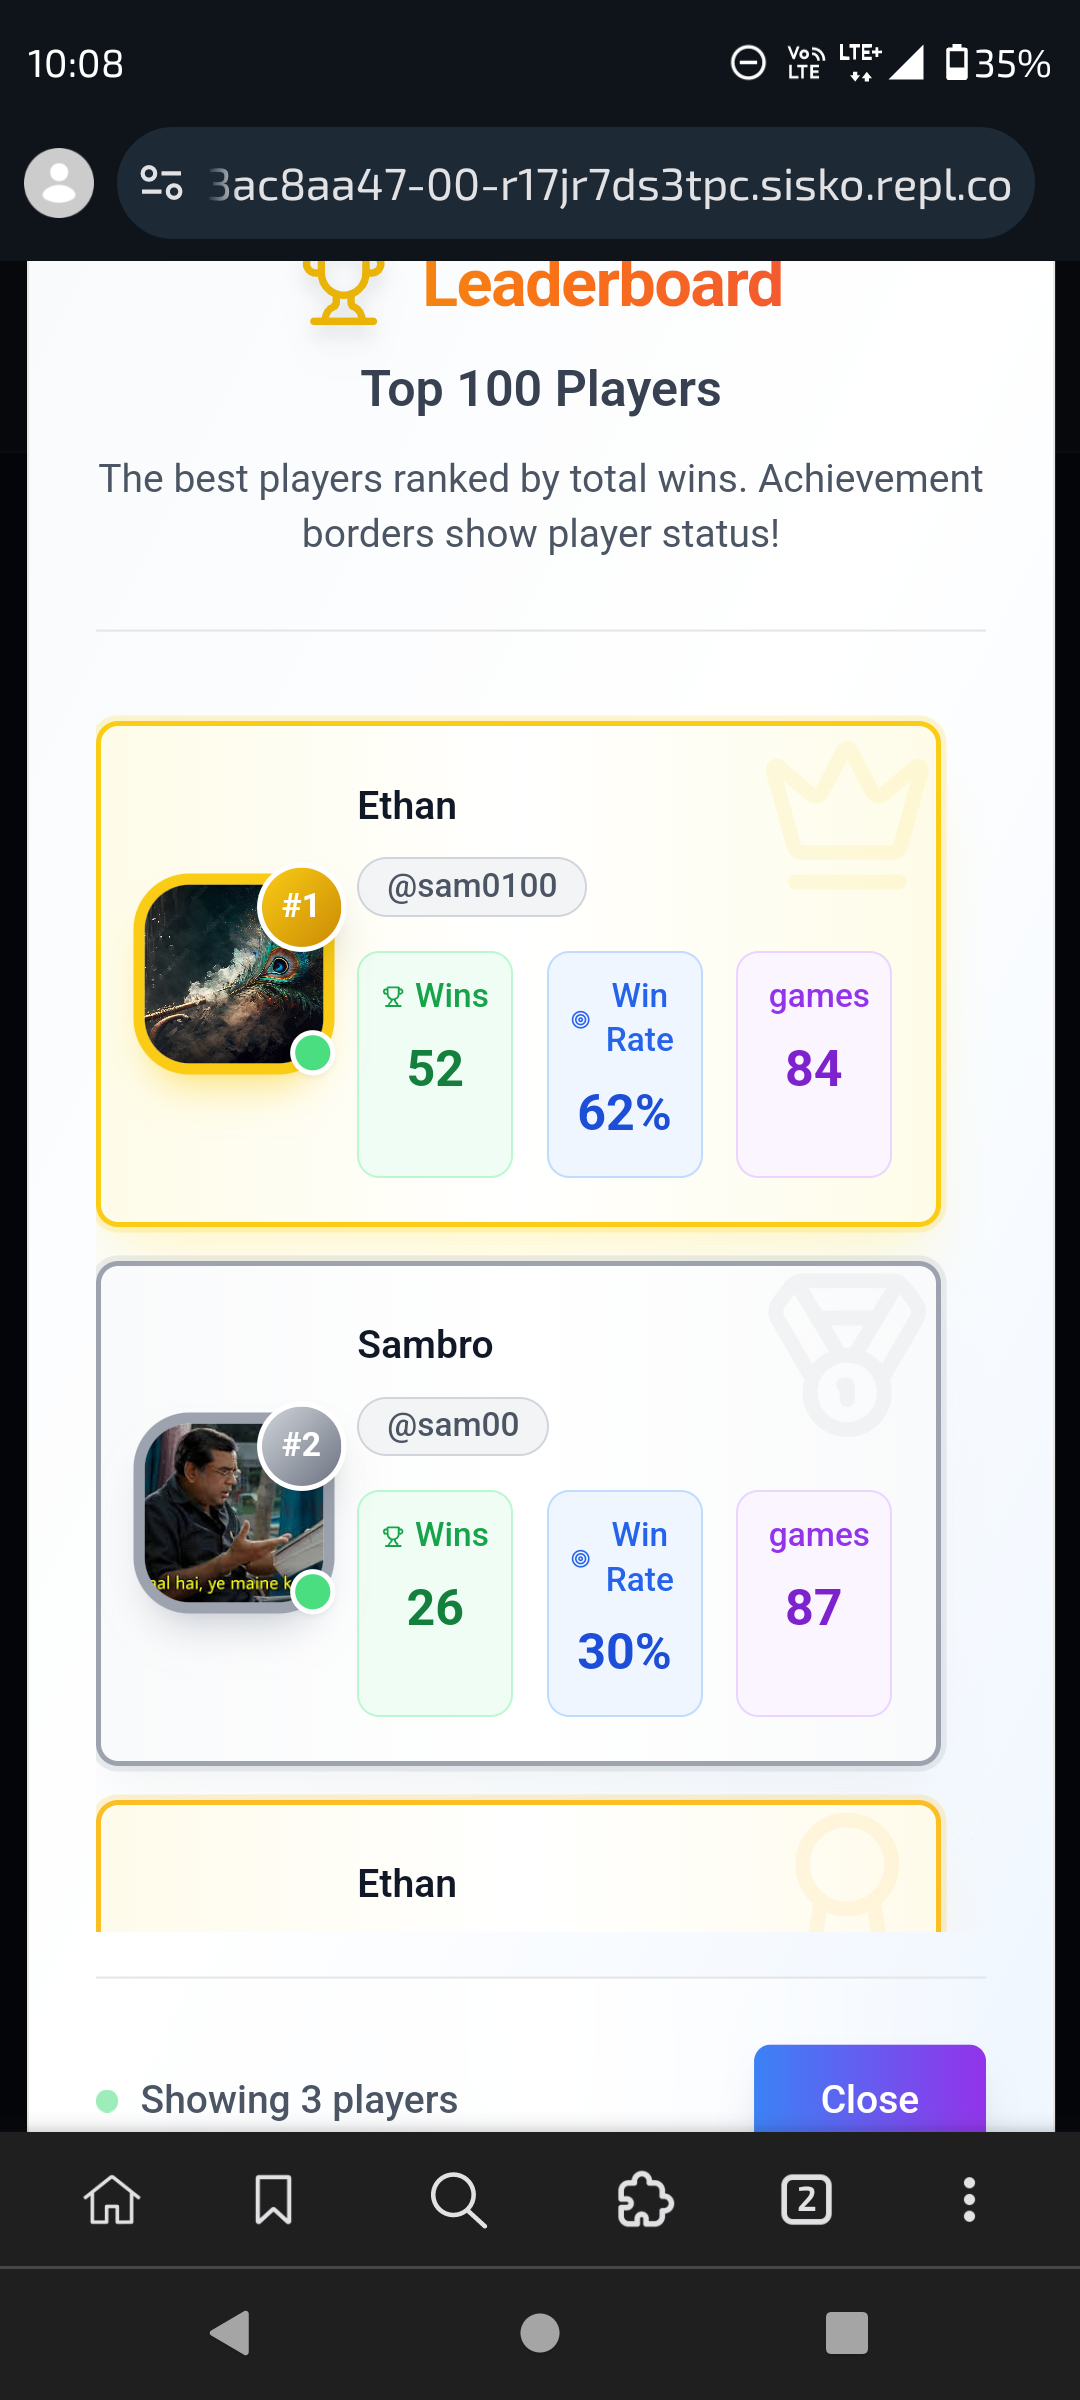 10:08
Vo LTE
LTE+
35%
3ac8aa47-00-r17jr7ds3tpc.sisko.repl.co
Leaderboard
Top 100 Players
The best players ranked by total wins. Achievement
borders show player status!
Ethan
@sam0100
#1
Wins
52
Win
Rate
62%
games
84
Sambro
@sam00
#2
al hai, ye maine k
Wins
26
Win
Rate
30%
games
87
Ethan
Showing 3 players
Close
2